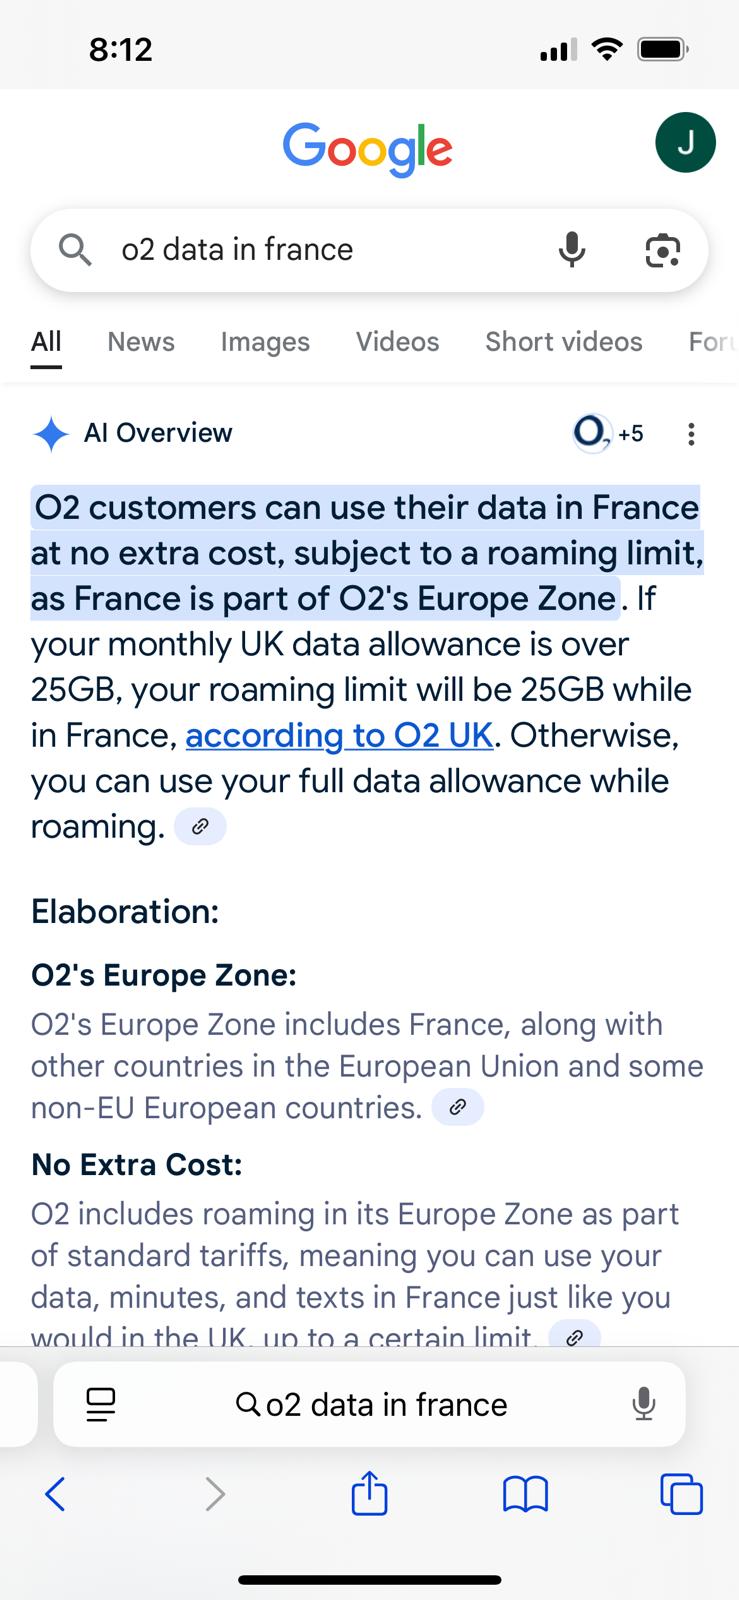 8:12
Google
J
o2 data in france
All News Images Videos Short videos Foru
AI Overview O2 +5
O2 customers can use their data in France
at no extra cost, subject to a roaming limit,
as France is part of O2's Europe Zone. If
your monthly UK data allowance is over
25GB, your roaming limit will be 25GB while
in France, according to O2 UK. Otherwise,
you can use your full data allowance while
roaming.
Elaboration:
O2's Europe Zone:
O2's Europe Zone includes France, along with
other countries in the European Union and some
non-EU European countries.
No Extra Cost:
O2 includes roaming in its Europe Zone as part
of standard tariffs, meaning you can use your
data, minutes, and texts in France just like you
would in the UK, up to a certain limit.
o2 data in france